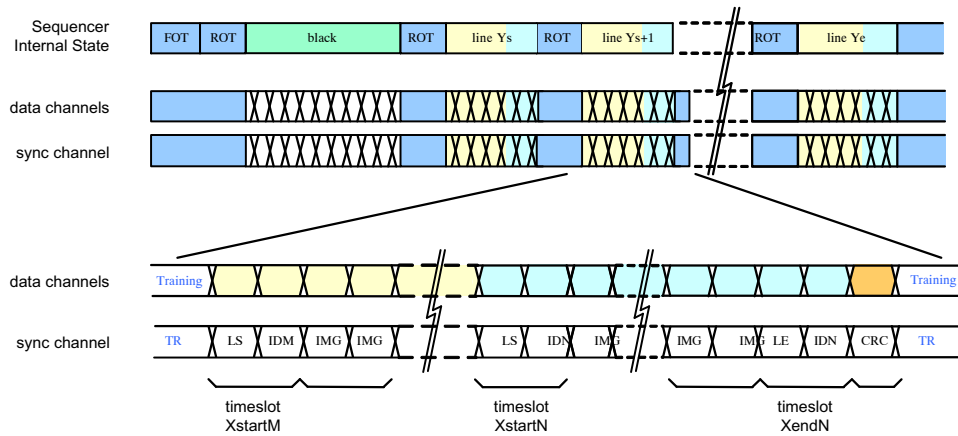 Sequencer
Internal State
FOT ROT black ROT line Ys ROT line Ys+1 ROT line Ye
data channels
sync channel
data channels Training Training
sync channel TR LS IDM IMG IMG LS IDN IMG IMG IMG LE IDN CRC TR
timeslot timeslot timeslot
XstartM XstartN XendN